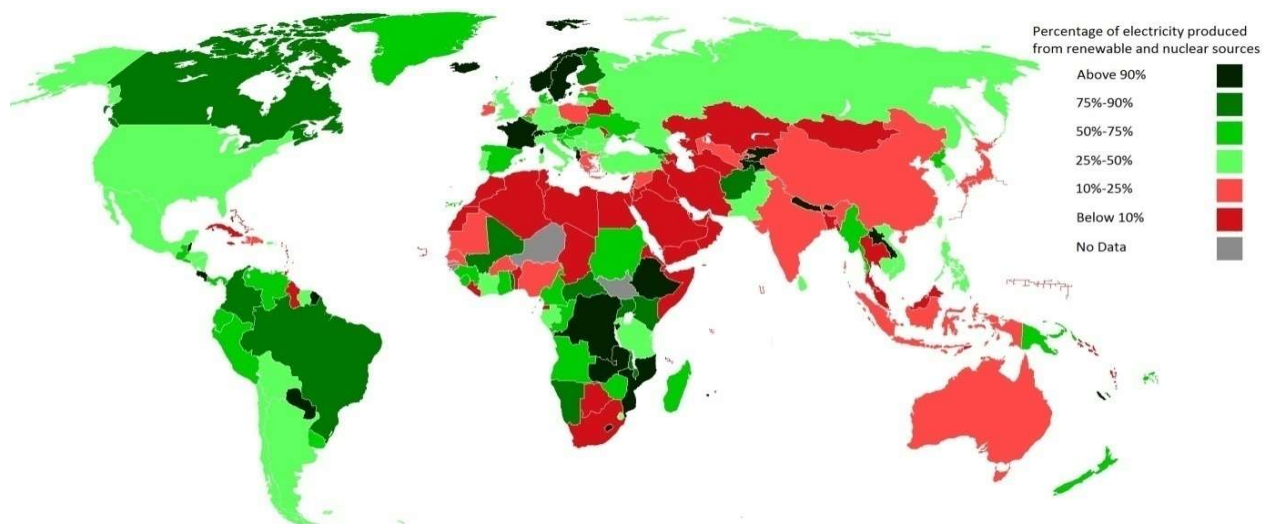 Percentage of electricity produced
from renewable and nuclear sources
Above 90%
75%-90%
50%-75%
25%-50%
10%-25%
Below 10%
No Data